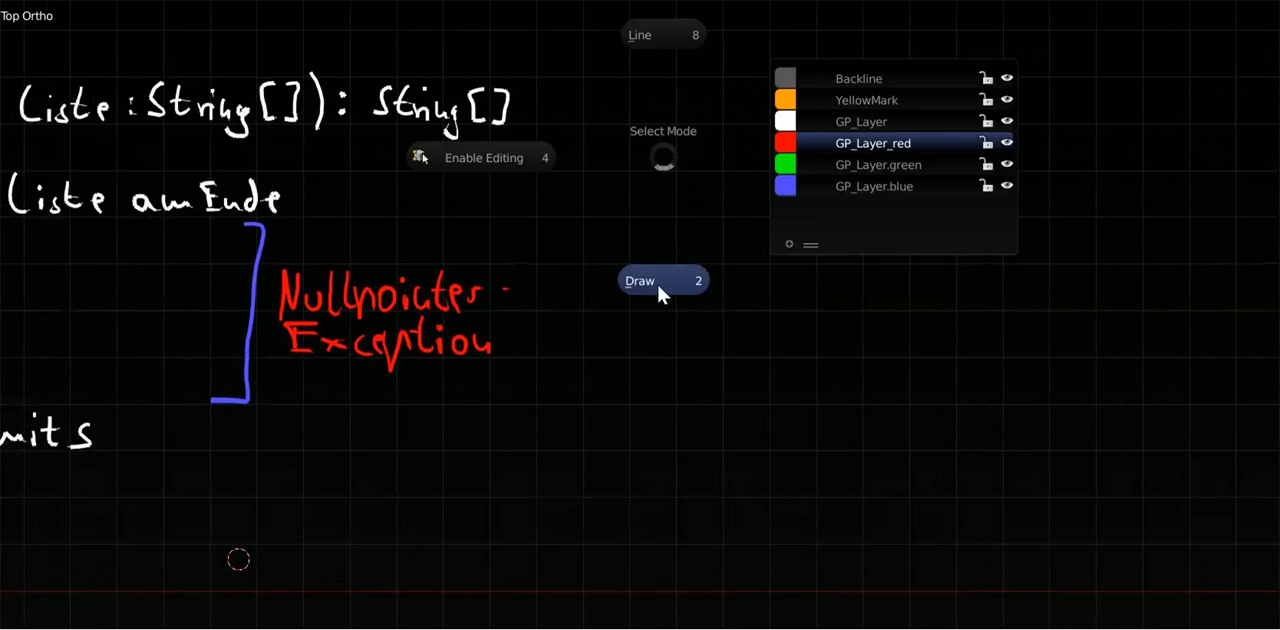 Top Ortho
Line 8
Liste : String[]) : String[]
Select Mode
Enable Editing 4
Backline
YellowMark
GP_Layer
GP_Layer_red
GP_Layer.green
GP_Layer.blue
Liste am Ende
Draw 2
Nullpointer -
Exception
mit s